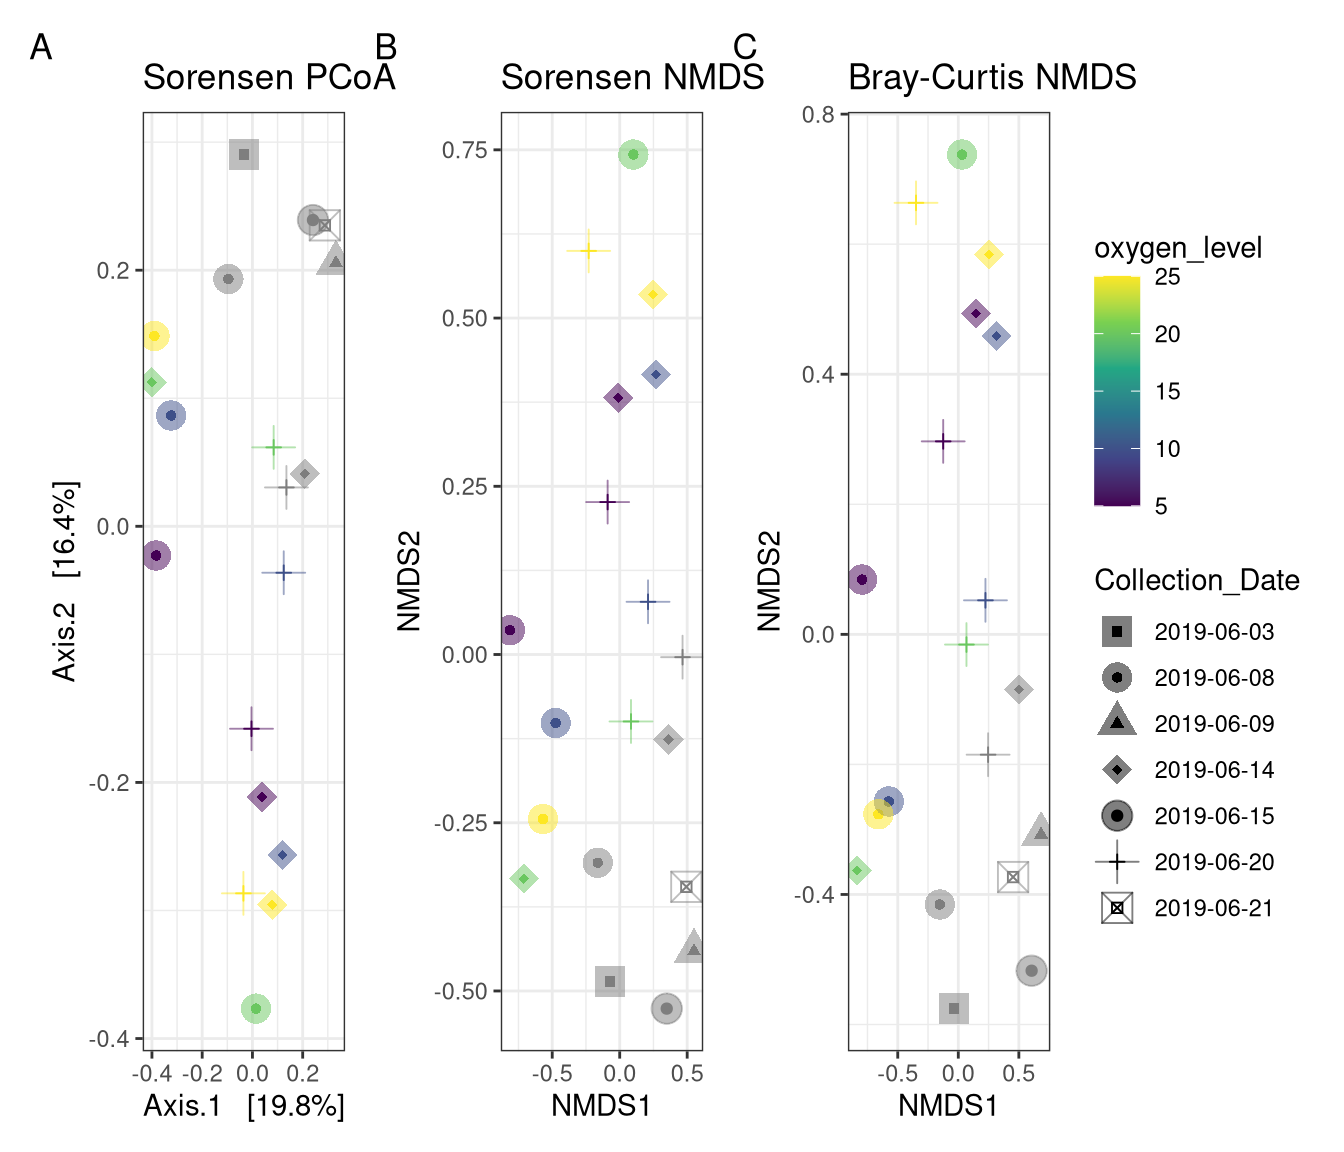 A
Sorensen PCoA
0.2
0.0
-0.2
-0.4
-0.4 -0.2 0.0 0.2
Axis.1 [19.8%]
Axis.2 [16.4%]
B
Sorensen NMDS
0.75
0.50
0.25
0.00
-0.25
-0.50
-0.5 0.0 0.5
NMDS1
NMDS2
C
Bray-Curtis NMDS
0.8
0.4
0.0
-0.4
-0.5 0.0 0.5
NMDS1
NMDS2
oxygen_level
25
20
15
10
5
Collection_Date
2019-06-03
2019-06-08
2019-06-09
2019-06-14
2019-06-15
2019-06-20
2019-06-21